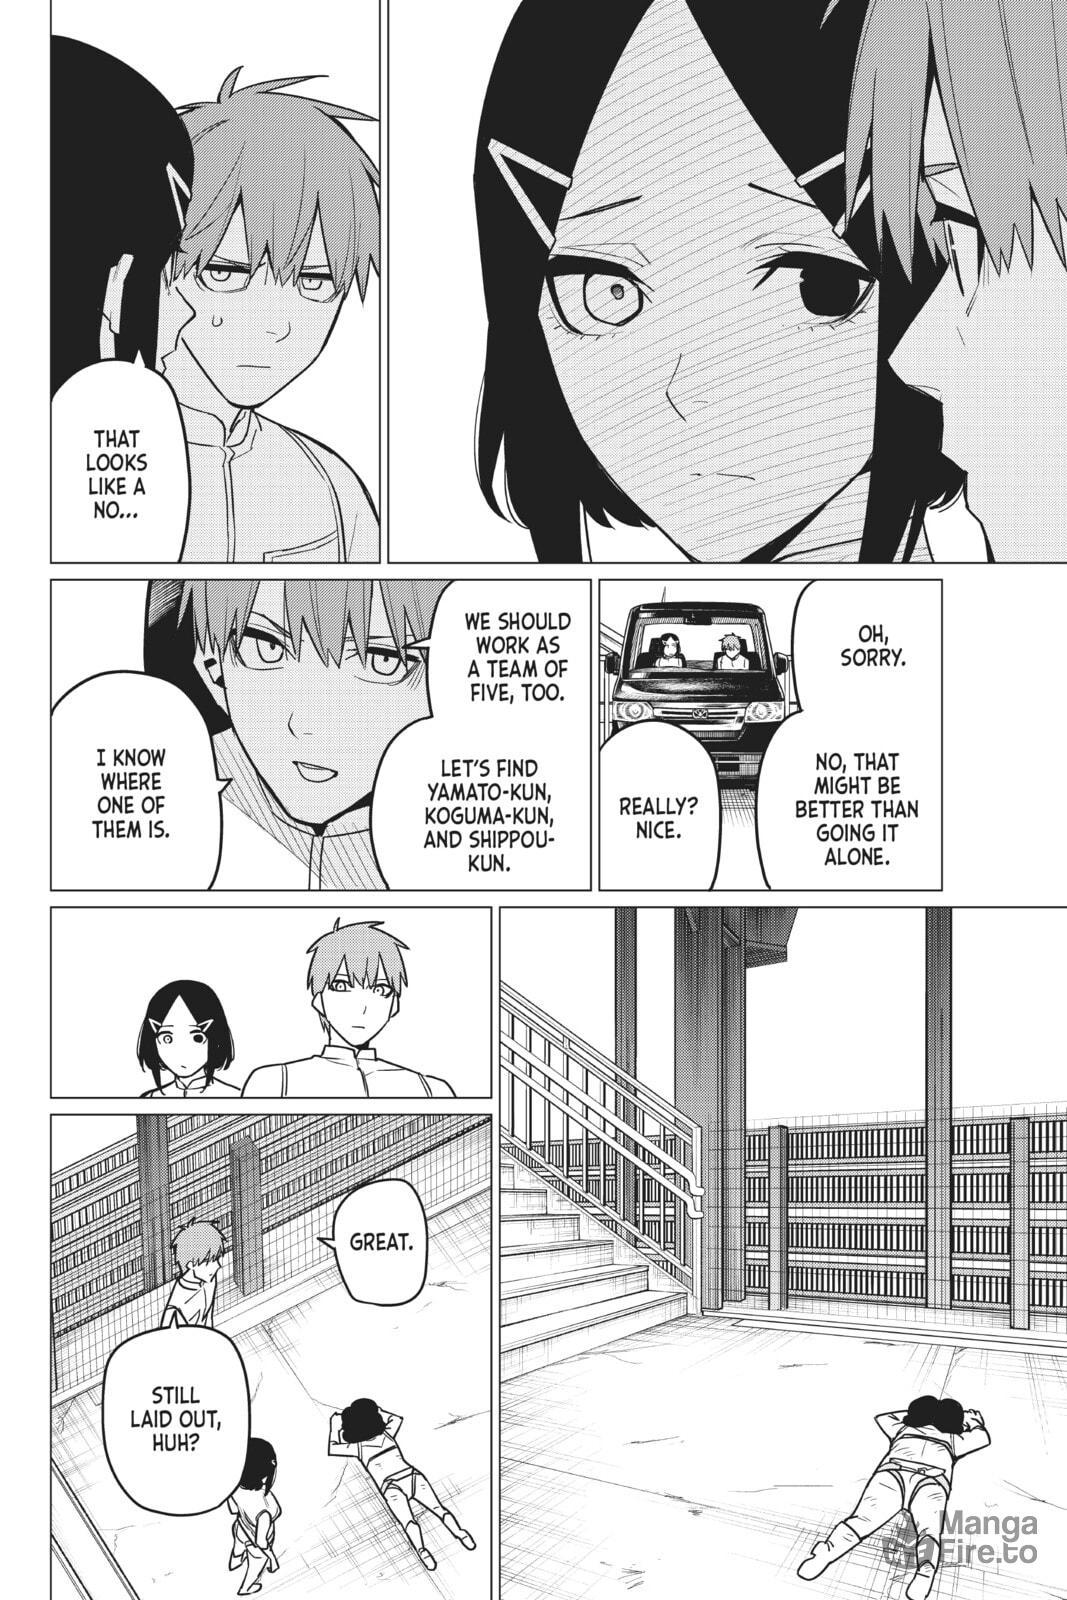 THAT
LOOKS
LIKE A
NO...
WE SHOULD
WORK AS
A TEAM OF
FIVE, TOO.
LET'S FIND
YAMATO-KUN,
KOGUMA-KUN,
AND SHIPPOU-
KUN.
I KNOW
WHERE
ONE OF
THEM IS.
OH,
SORRY.
NO, THAT
MIGHT BE
BETTER THAN
GOING IT
ALONE.
REALLY?
NICE.
GREAT.
STILL
LAID OUT,
HUH?
Manga
Fire.to